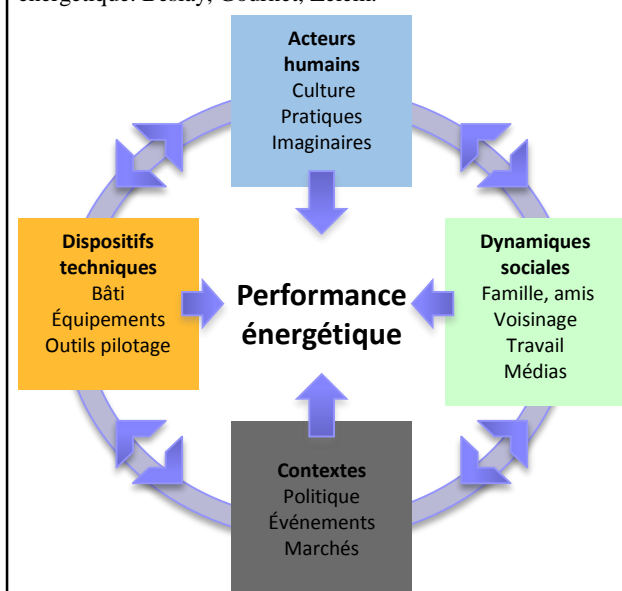 Acteurs
humains
Culture
Pratiques
Imaginaires
Dispositifs
techniques
Bâti
Équipements
Outils pilotage
Performance
énergétique
Dynamiques
sociales
Famille, amis
Voisinage
Travail
Médias
Contextes
Politique
Événements
Marchés